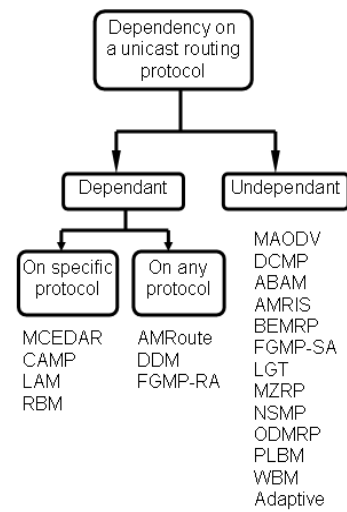 Dependency on
a unicast routing
protocol
Dependant
Undependant
On specific
protocol
On any
protocol
MCEDAR
CAMP
LAM
RBM
AMRoute
DDM
FGMP-RA
MAODV
DCMP
ABAM
AMRIS
BEMRP
FGMP-SA
LGT
MZRP
NSMP
ODMRP
PLBM
WBM
Adaptive